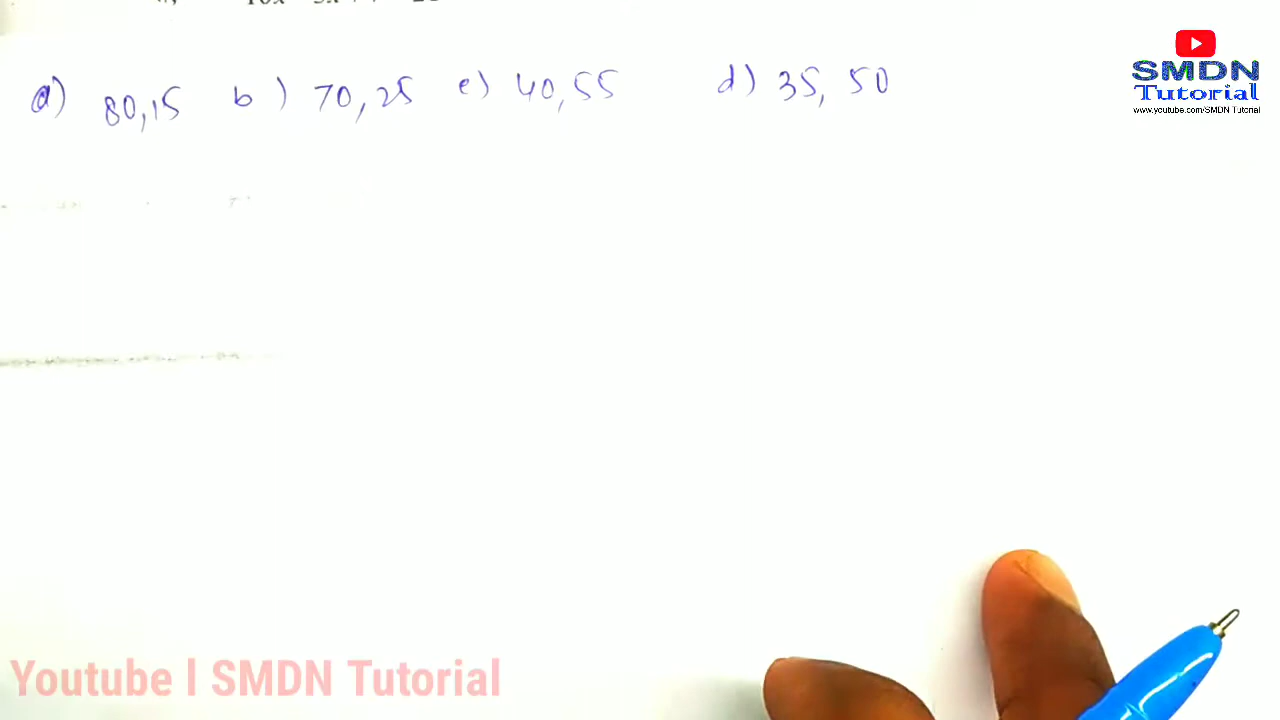 a) 80,15 b) 70,25 c) 40,55 d) 35, 50
SMDN
Tutorial
www.youtube.com/SMDN Tutorial
Youtube l SMDN Tutorial